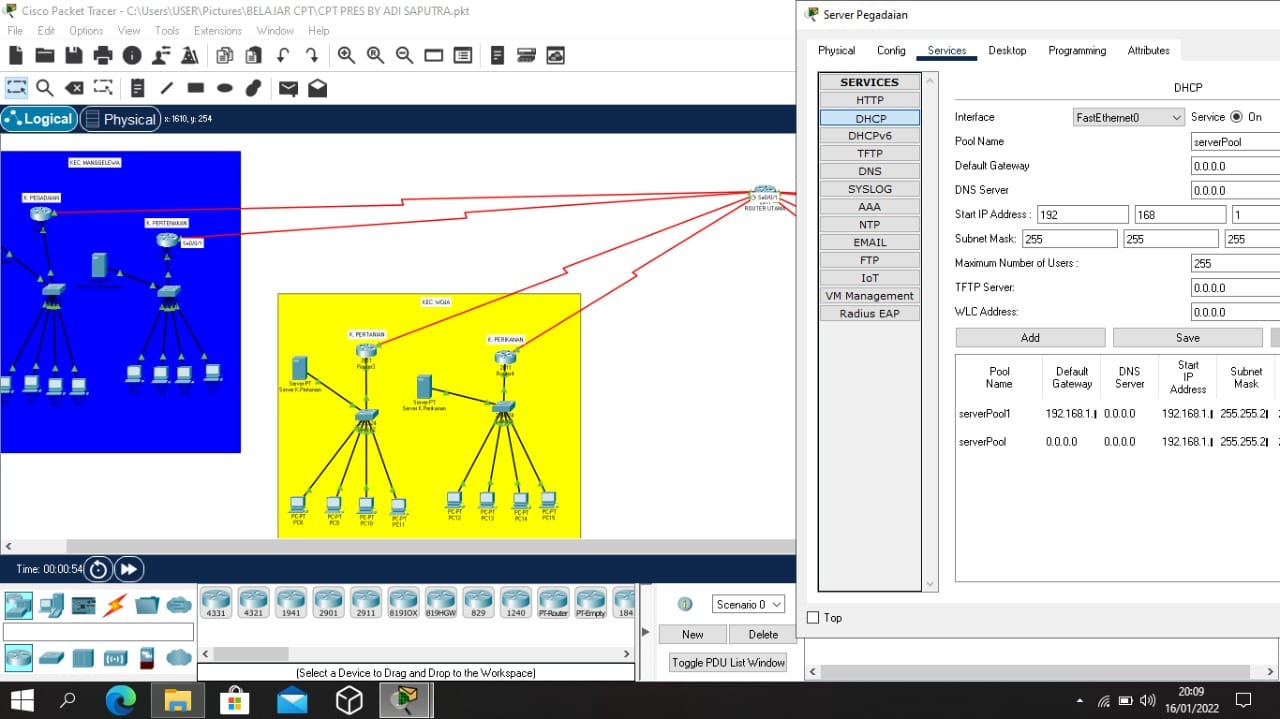 Cisco Packet Tracer - C:\Users\USER\Pictures\BELAJAR CPT\CPT PRES BY ADI SAPUTRA.pkt
File Edit Options View Tools Extensions Window Help
Logical Physical x: 1610, y: 254
KEC. MANGGELEWA
K. PEGADAIAN
K. PERTENAKAN
Se0/0/1
Se0/0/1
ROUTER UTAMA
KEC. WOJA
K. PERTANIAN
K. PERIKANAN
2811
Router3
2811
Server-PT
Server K.Pertanian
Server-PT
Server K.Perikanan
PC-PT
PC8
PC-PT
PC9
PC-PT
PC10
PC-PT
PC11
PC-PT
PC12
PC-PT
PC13
PC-PT
PC14
PC-PT
PC15
Time: 00:00:54
4331 4321 1941 2901 2911 819IOX 819HGW 829 1240 PT-Router PT-Empty 184
(Select a Device to Drag and Drop to the Workspace)
Scenario 0
New Delete
Toggle PDU List Window
Server Pegadaian
Physical Config Services Desktop Programming Attributes
SERVICES
HTTP
DHCP
DHCPv6
TFTP
DNS
SYSLOG
AAA
NTP
EMAIL
FTP
IoT
VM Management
Radius EAP
DHCP
Interface FastEthernet0 Service On
Pool Name serverPool
Default Gateway 0.0.0.0
DNS Server 0.0.0.0
Start IP Address : 192 168 1
Subnet Mask: 255 255 255
Maximum Number of Users : 255
TFTP Server: 0.0.0.0
WLC Address: 0.0.0.0
Add Save
Pool Name Default Gateway DNS Server Start IP Address Subnet Mask
serverPool1 192.168.1. 0.0.0.0 192.168.1. 255.255.2
serverPool 0.0.0.0 0.0.0.0 192.168.1. 255.255.2
Top
20:09
16/01/2022